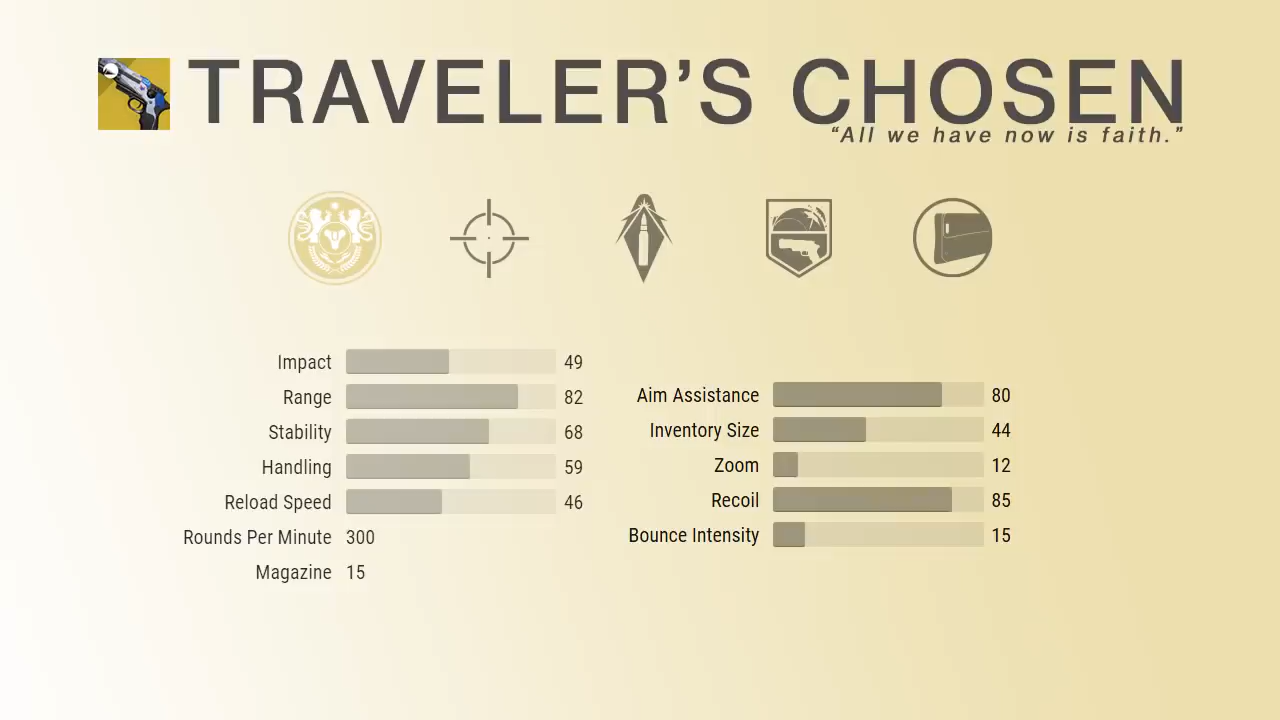 TRAVELER’S CHOSEN
“All we have now is faith.”
Impact 49
Range 82
Stability 68
Handling 59
Reload Speed 46
Rounds Per Minute 300
Magazine 15
Aim Assistance 80
Inventory Size 44
Zoom 12
Recoil 85
Bounce Intensity 15